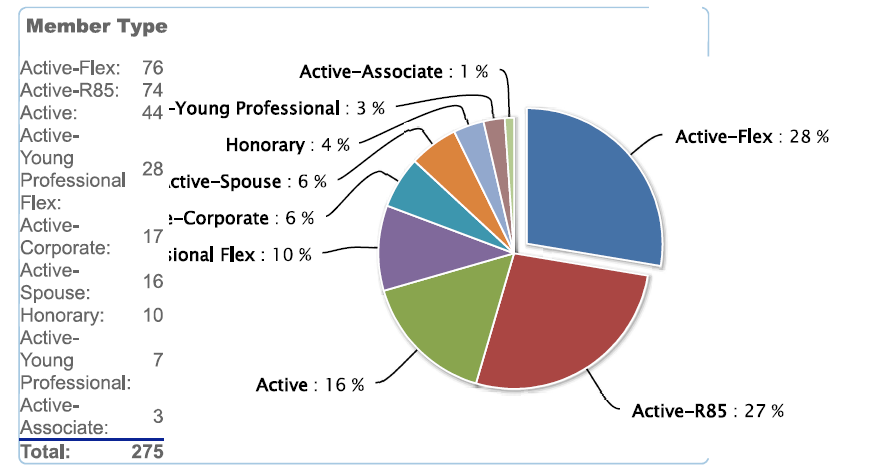 Member Type
Active-Flex: 76
Active-R85: 74
Active: 44
Active-
Young
Professional 28
Flex:
Active-
Corporate: 17
Active-
Spouse: 16
Honorary: 10
Active-
Young 7
Professional:
Active-
Associate: 3
Total: 275
Active-Associate : 1 %
-Young Professional : 3 %
Honorary : 4 %
ctive-Spouse : 6 %
e-Corporate : 6 %
sional Flex : 10 %
Active : 16 %
Active-Flex : 28 %
Active-R85 : 27 %